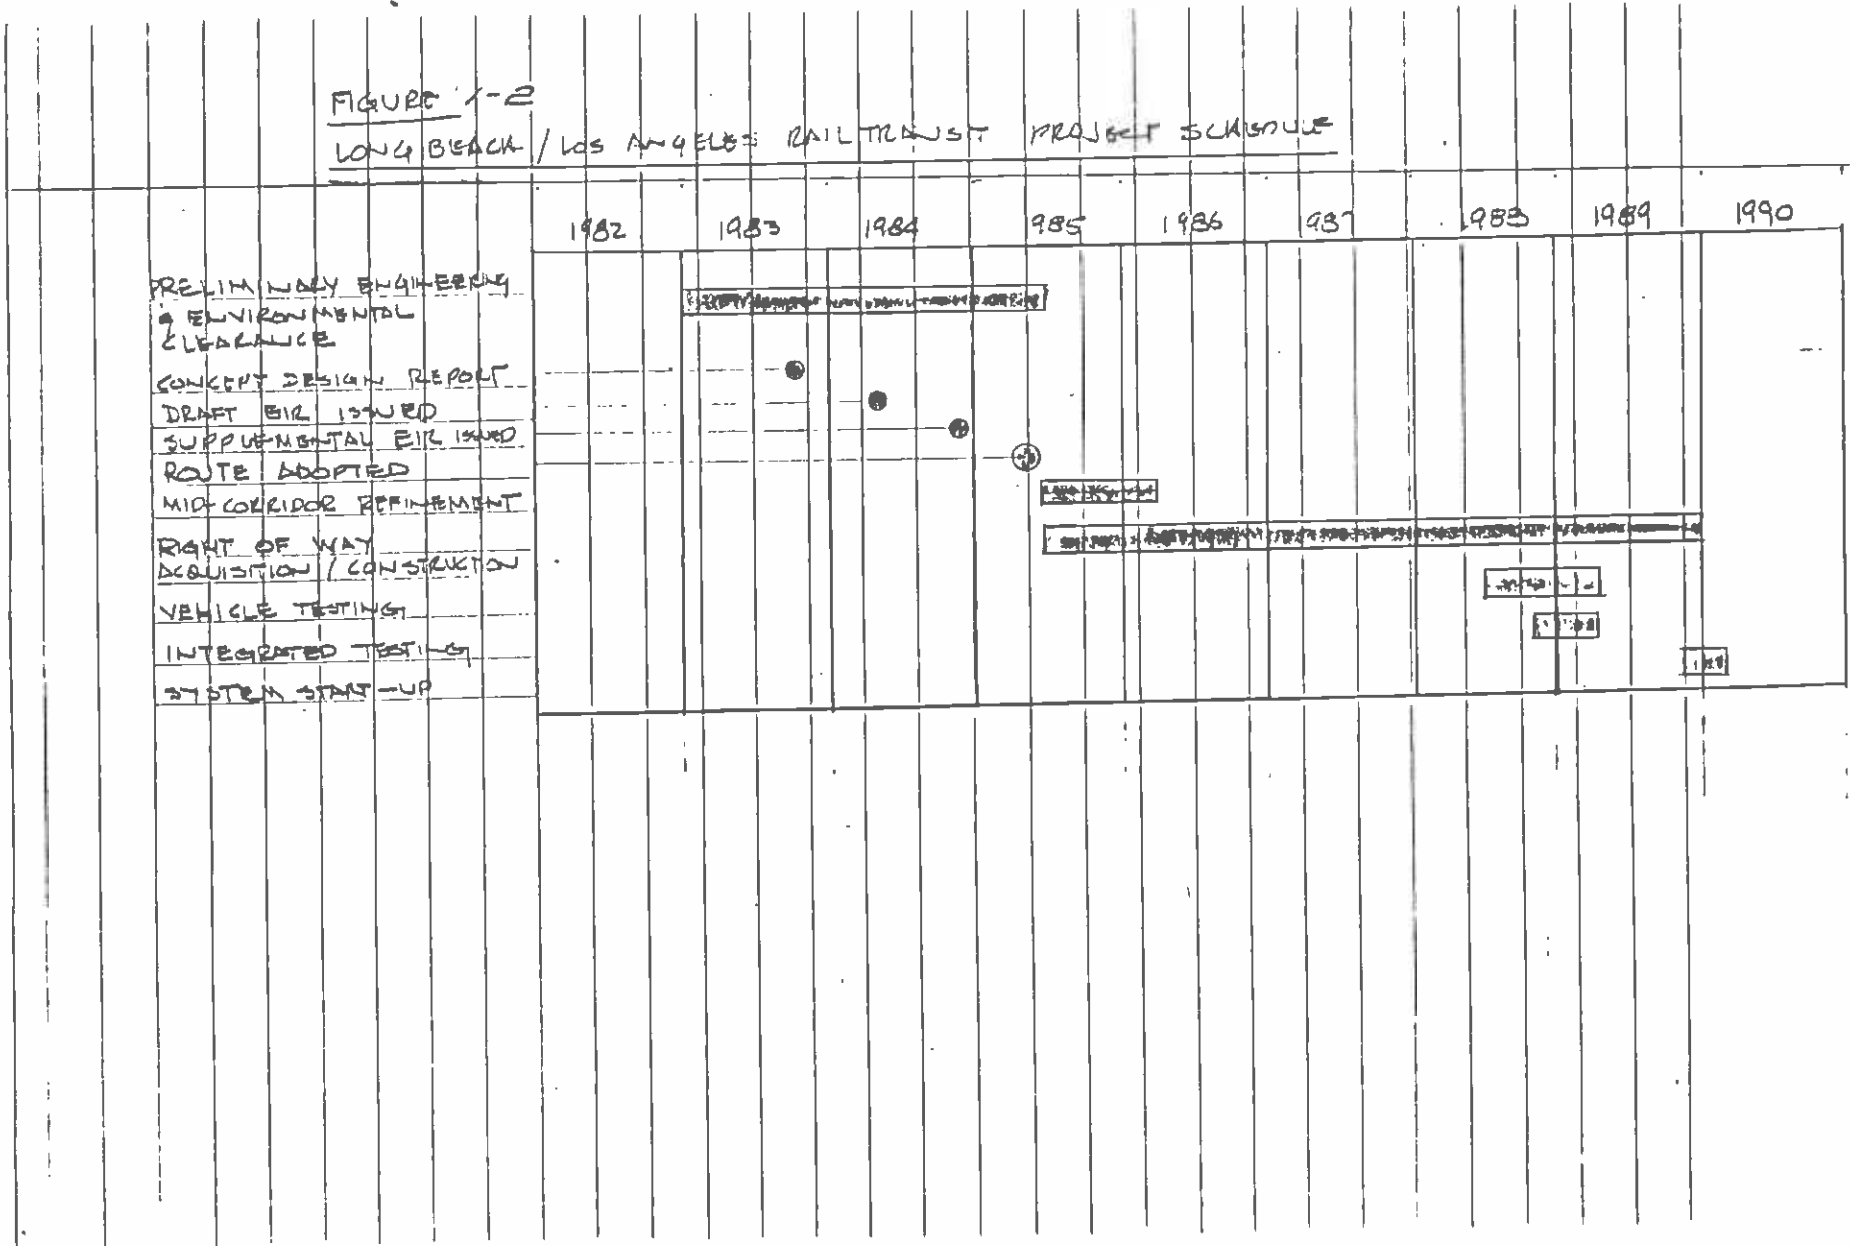 FIGURE 1-2
LONG BEACH / LOS ANGELES RAIL TRANSIT PROJECT SCHEDULE
1982 1983 1984 1985 1986 1987 1988 1989 1990
PRELIMINARY ENGINEERING
& ENVIRONMENTAL
CLEARANCE
CONCEPT DESIGN REPORT
DRAFT EIR ISSUED
SUPPLEMENTAL EIR ISSUED
ROUTE ADOPTED
MID-CORRIDOR REFINEMENT
RIGHT OF WAY
ACQUISITION / CONSTRUCTION
VEHICLE TESTING
INTEGRATED TESTING
SYSTEM START-UP